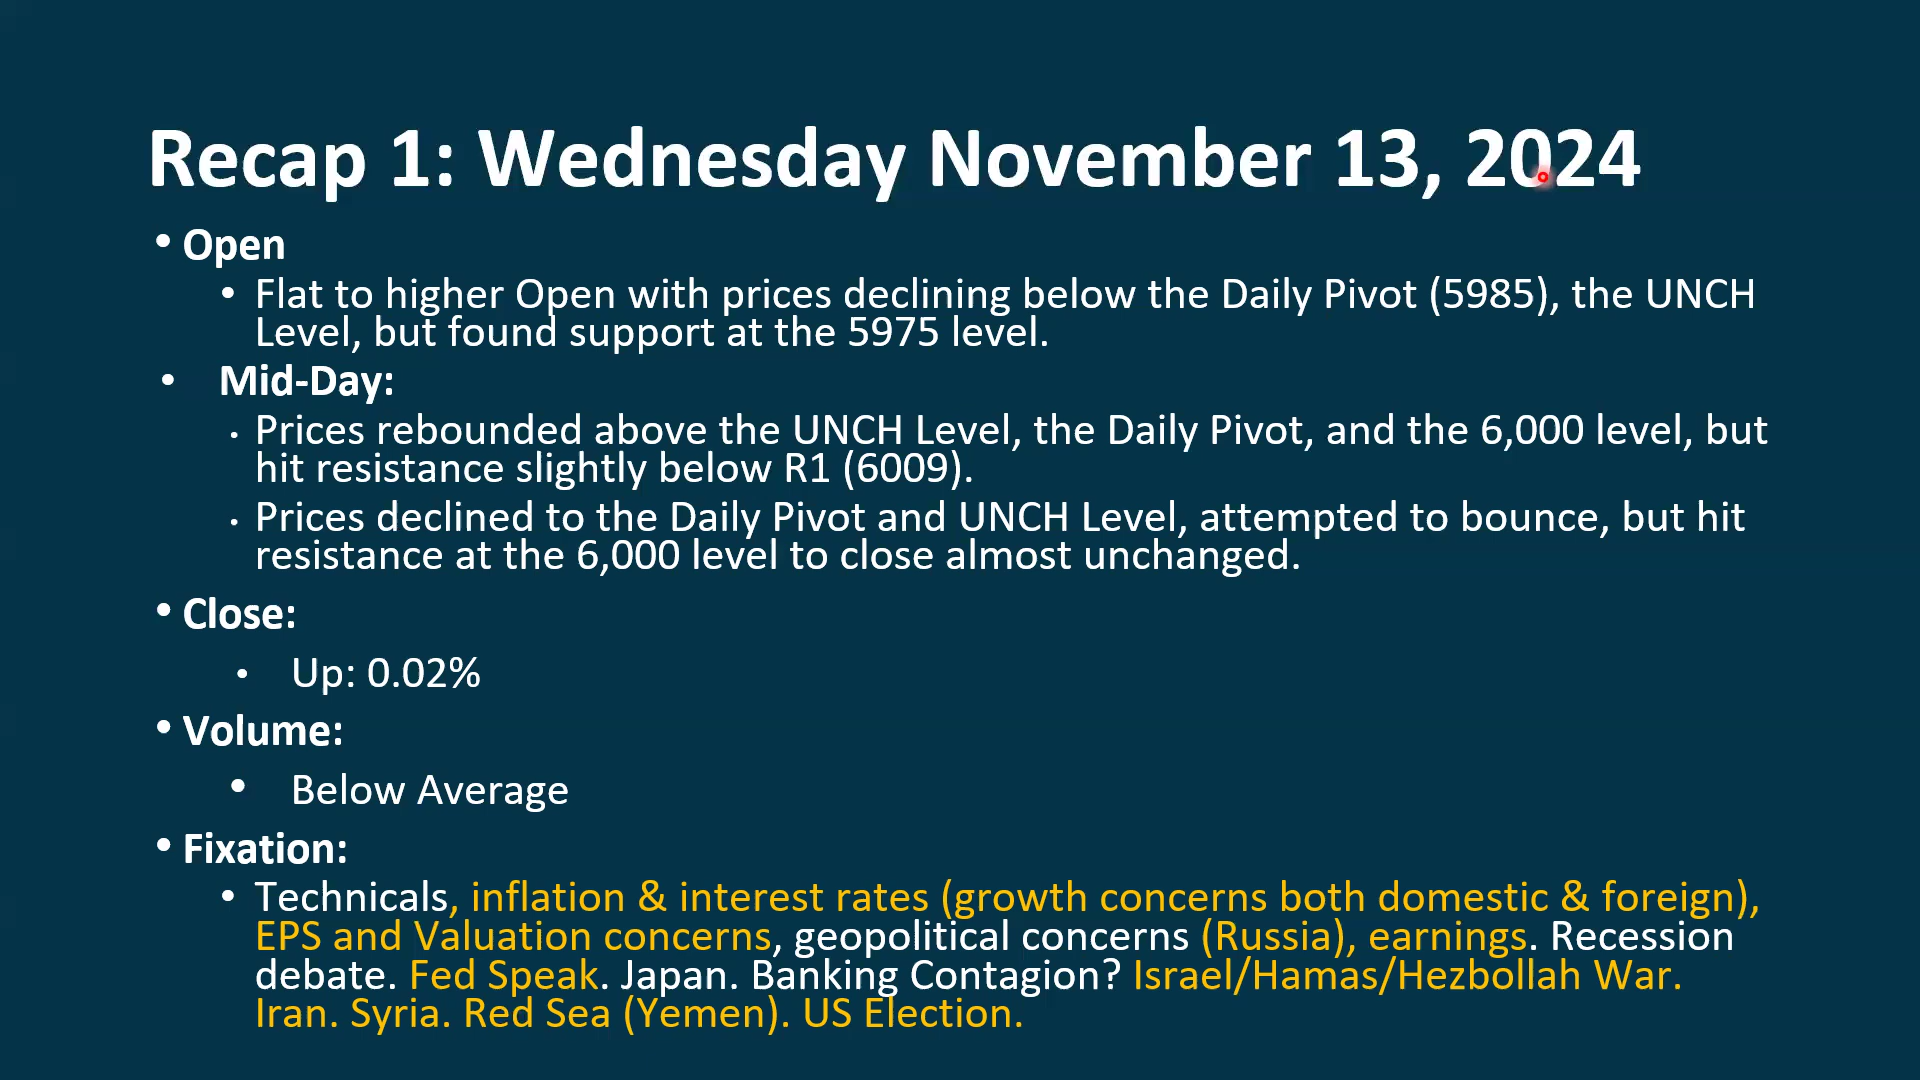 Recap 1: Wednesday November 13, 2024
• Open
• Flat to higher Open with prices declining below the Daily Pivot (5985), the UNCH
Level, but found support at the 5975 level.
• Mid-Day:
• Prices rebounded above the UNCH Level, the Daily Pivot, and the 6,000 level, but
hit resistance slightly below R1 (6009).
• Prices declined to the Daily Pivot and UNCH Level, attempted to bounce, but hit
resistance at the 6,000 level to close almost unchanged.
• Close:
• Up: 0.02%
• Volume:
• Below Average
• Fixation:
• Technicals, inflation & interest rates (growth concerns both domestic & foreign),
EPS and Valuation concerns, geopolitical concerns (Russia), earnings. Recession
debate. Fed Speak. Japan. Banking Contagion? Israel/Hamas/Hezbollah War.
Iran. Syria. Red Sea (Yemen). US Election.